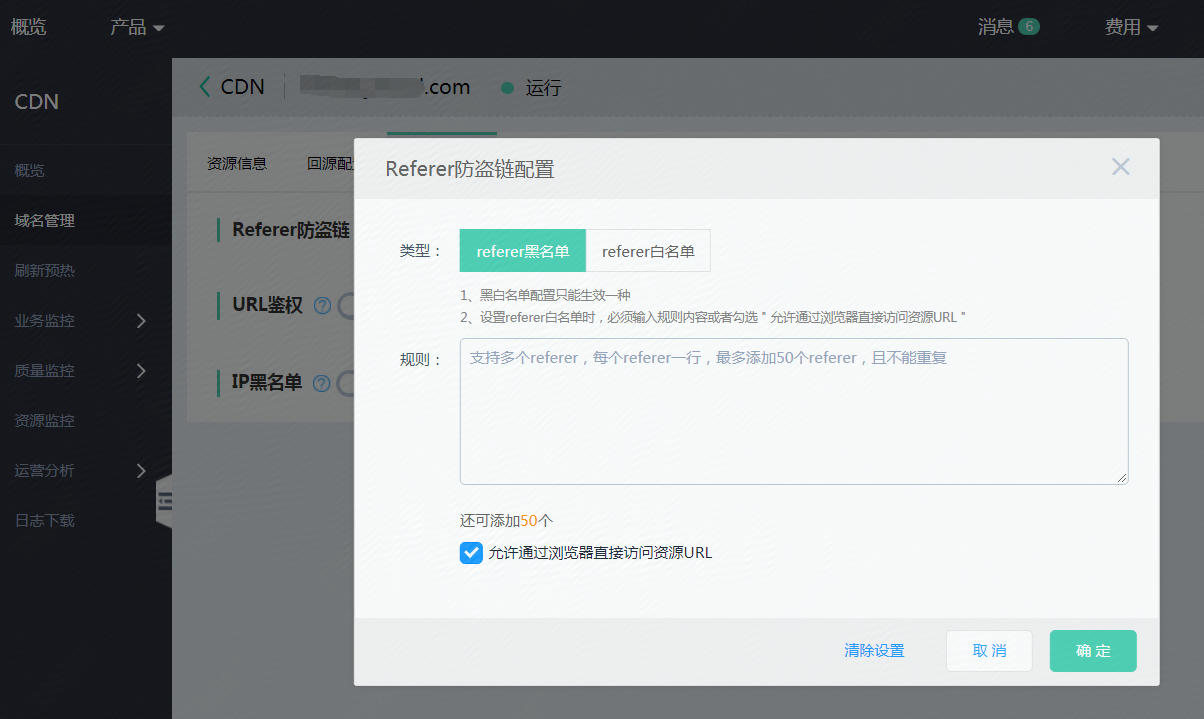 概览
产品
消息 6
费用
CDN
概览
域名管理
刷新预热
业务监控
质量监控
资源监控
运营分析
日志下载
CDN
.com
运行
资源信息
回源配
Referer防盗链
URL鉴权 ?
IP黑名单 ?
Referer防盗链配置
类型：
referer黑名单
referer白名单
1、黑白名单配置只能生效一种
2、设置referer白名单时，必须输入规则内容或者勾选＂允许通过浏览器直接访问资源URL＂
规则：
支持多个referer，每个referer一行，最多添加50个referer，且不能重复
还可添加50个
允许通过浏览器直接访问资源URL
清除设置
取 消
确 定